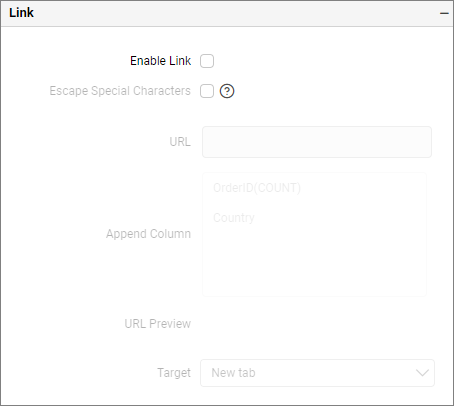 Link
Enable Link
Escape Special Characters ?
URL
OrderID(COUNT)
Country
Append Column
URL Preview
Target New tab